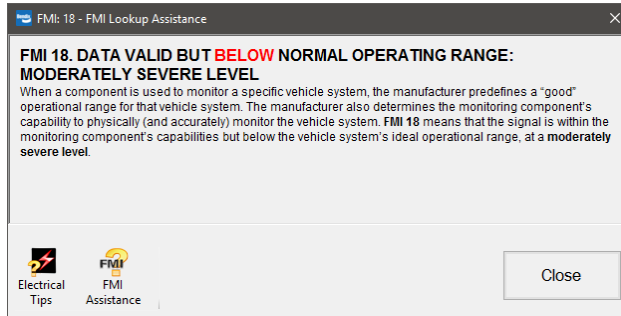 FMI: 18 - FMI Lookup Assistance
FMI 18. DATA VALID BUT BELOW NORMAL OPERATING RANGE:
MODERATELY SEVERE LEVEL
When a component is used to monitor a specific vehicle system, the manufacturer predefines a “good”
operational range for that vehicle system. The manufacturer also determines the monitoring component’s
capability to physically (and accurately) monitor the vehicle system. FMI 18 means that the signal is within the
monitoring component’s capabilities but below the vehicle system’s ideal operational range, at a moderately
severe level.
FMI
Electrical
Tips
FMI
Assistance
Close